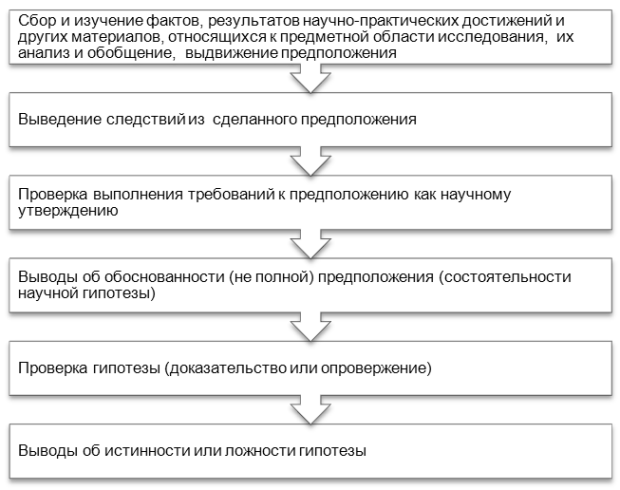 Сбор и изучение фактов, результатов научно-практических достижений и
других материалов, относящихся к предметной области исследования, их
анализ и обобщение, выдвижение предположения
Выведение следствий из сделанного предположения
Проверка выполнения требований к предположению как научному
утверждению
Выводы об обоснованности (не полной) предположения (состоятельности
научной гипотезы)
Проверка гипотезы (доказательство или опровержение)
Выводы об истинности или ложности гипотезы